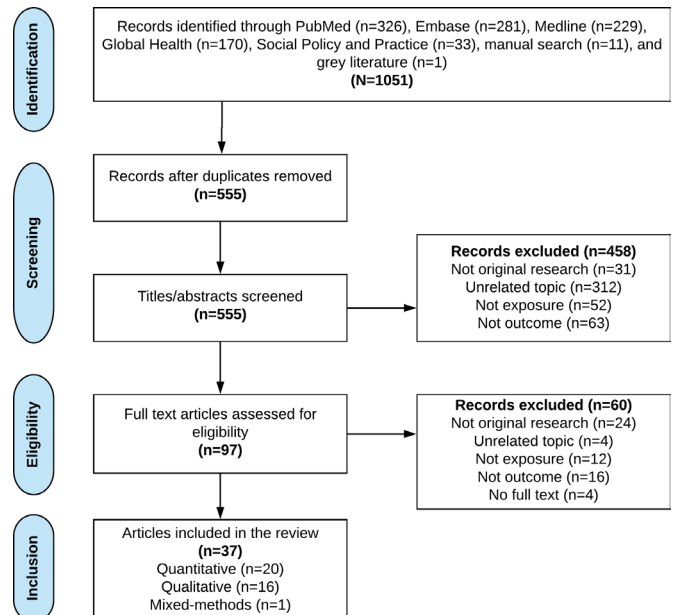 Identification
Records identified through PubMed (n=326), Embase (n=281), Medline (n=229),
Global Health (n=170), Social Policy and Practice (n=33), manual search (n=11), and
grey literature (n=1)
(N=1051)
Screening
Records after duplicates removed
(n=555)
Titles/abstracts screened
(n=555)
Records excluded (n=458)
Not original research (n=31)
Unrelated topic (n=312)
Not exposure (n=52)
Not outcome (n=63)
Eligibility
Full text articles assessed for
eligibility
(n=97)
Records excluded (n=60)
Not original research (n=24)
Unrelated topic (n=4)
Not exposure (n=12)
Not outcome (n=16)
No full text (n=4)
Inclusion
Articles included in the review
(n=37)
Quantitative (n=20)
Qualitative (n=16)
Mixed-methods (n=1)